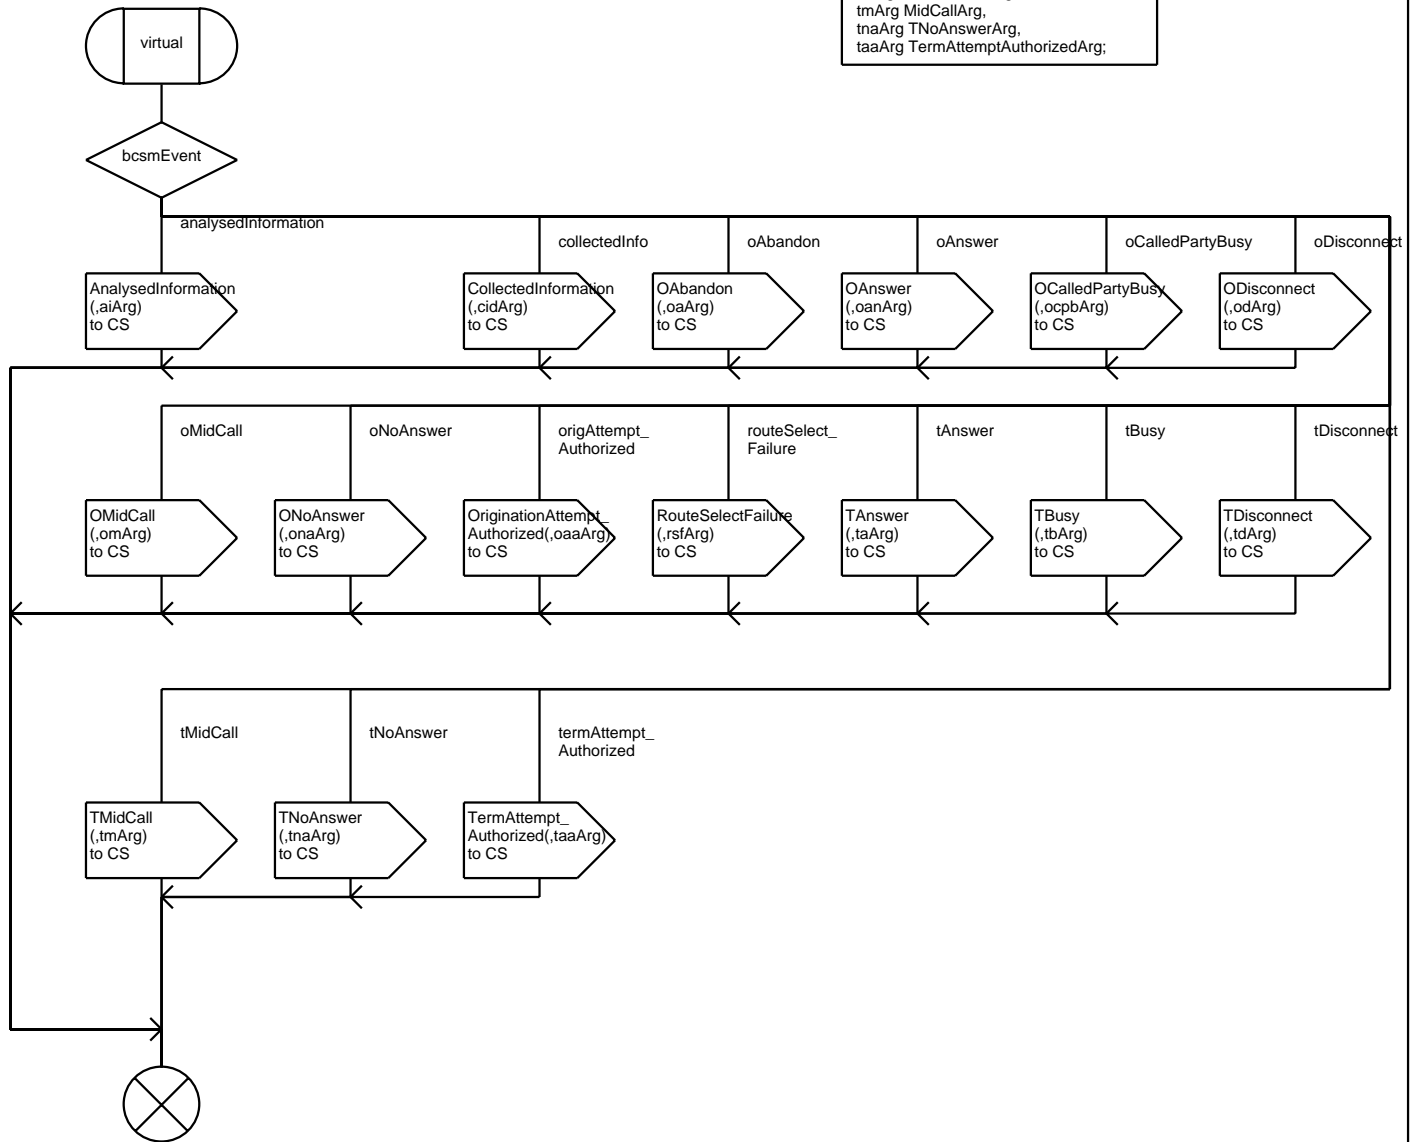 tmArg MidCallArg,
tnaArg TNoAnswerArg,
taaArg TermAttemptAuthorizedArg;
virtual
bcsmEvent
analysedInformation
collectedInfo
oAbandon
oAnswer
oCalledPartyBusy
oDisconnect
AnalysedInformation
(,aiArg)
to CS
CollectedInformation
(,cidArg)
to CS
OAbandon
(,oaArg)
to CS
OAnswer
(,oanArg)
to CS
OCalledPartyBusy
(,ocpbArg)
to CS
ODisconnect
(,odArg)
to CS
oMidCall
oNoAnswer
origAttempt_
Authorized
routeSelect_
Failure
tAnswer
tBusy
tDisconnect
OMidCall
(,omArg)
to CS
ONoAnswer
(,onaArg)
to CS
OriginationAttempt_
Authorized(,oaaArg)
to CS
RouteSelectFailure
(,rsfArg)
to CS
TAnswer
(,taArg)
to CS
TBusy
(,tbArg)
to CS
TDisconnect
(,tdArg)
to CS
tMidCall
tNoAnswer
termAttempt_
Authorized
TMidCall
(,tmArg)
to CS
TNoAnswer
(,tnaArg)
to CS
TermAttempt_
Authorized(,taaArg)
to CS